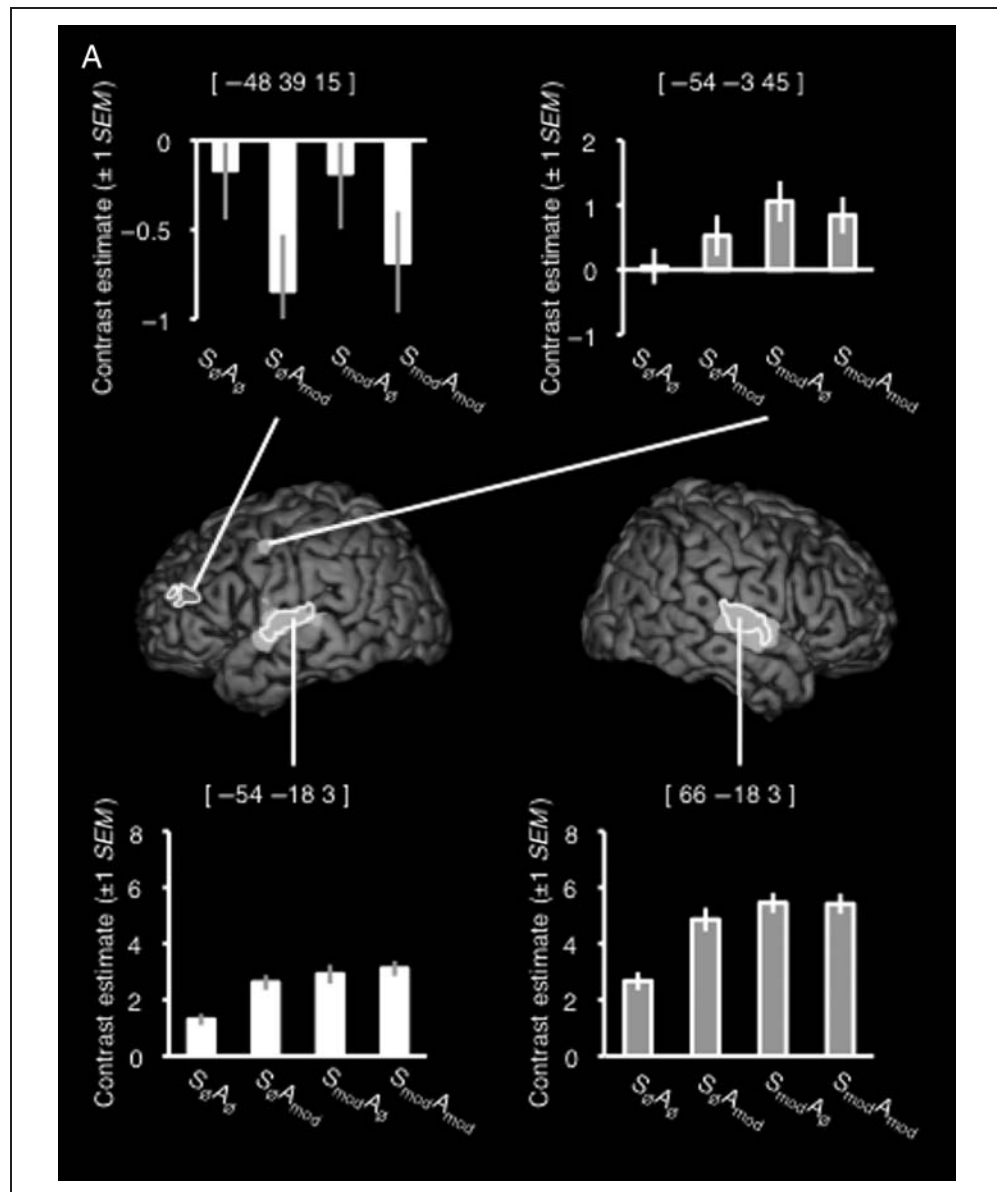 A
[ −48 39 15 ]
Contrast estimate (± 1 SEM)
0
−0.5
−1
SøAø
SøAmod
SmodAø
SmodAmod
[ −54 −3 45 ]
Contrast estimate (± 1 SEM)
2
1
0
−1
SøAø
SøAmod
SmodAø
SmodAmod
[ −54 −18 3 ]
Contrast estimate (±1 SEM)
8
6
4
2
0
SøAø
SøAmod
SmodAø
SmodAmod
[ 66 −18 3 ]
Contrast estimate (±1 SEM)
8
6
4
2
0
SøAø
SøAmod
SmodAø
SmodAmod